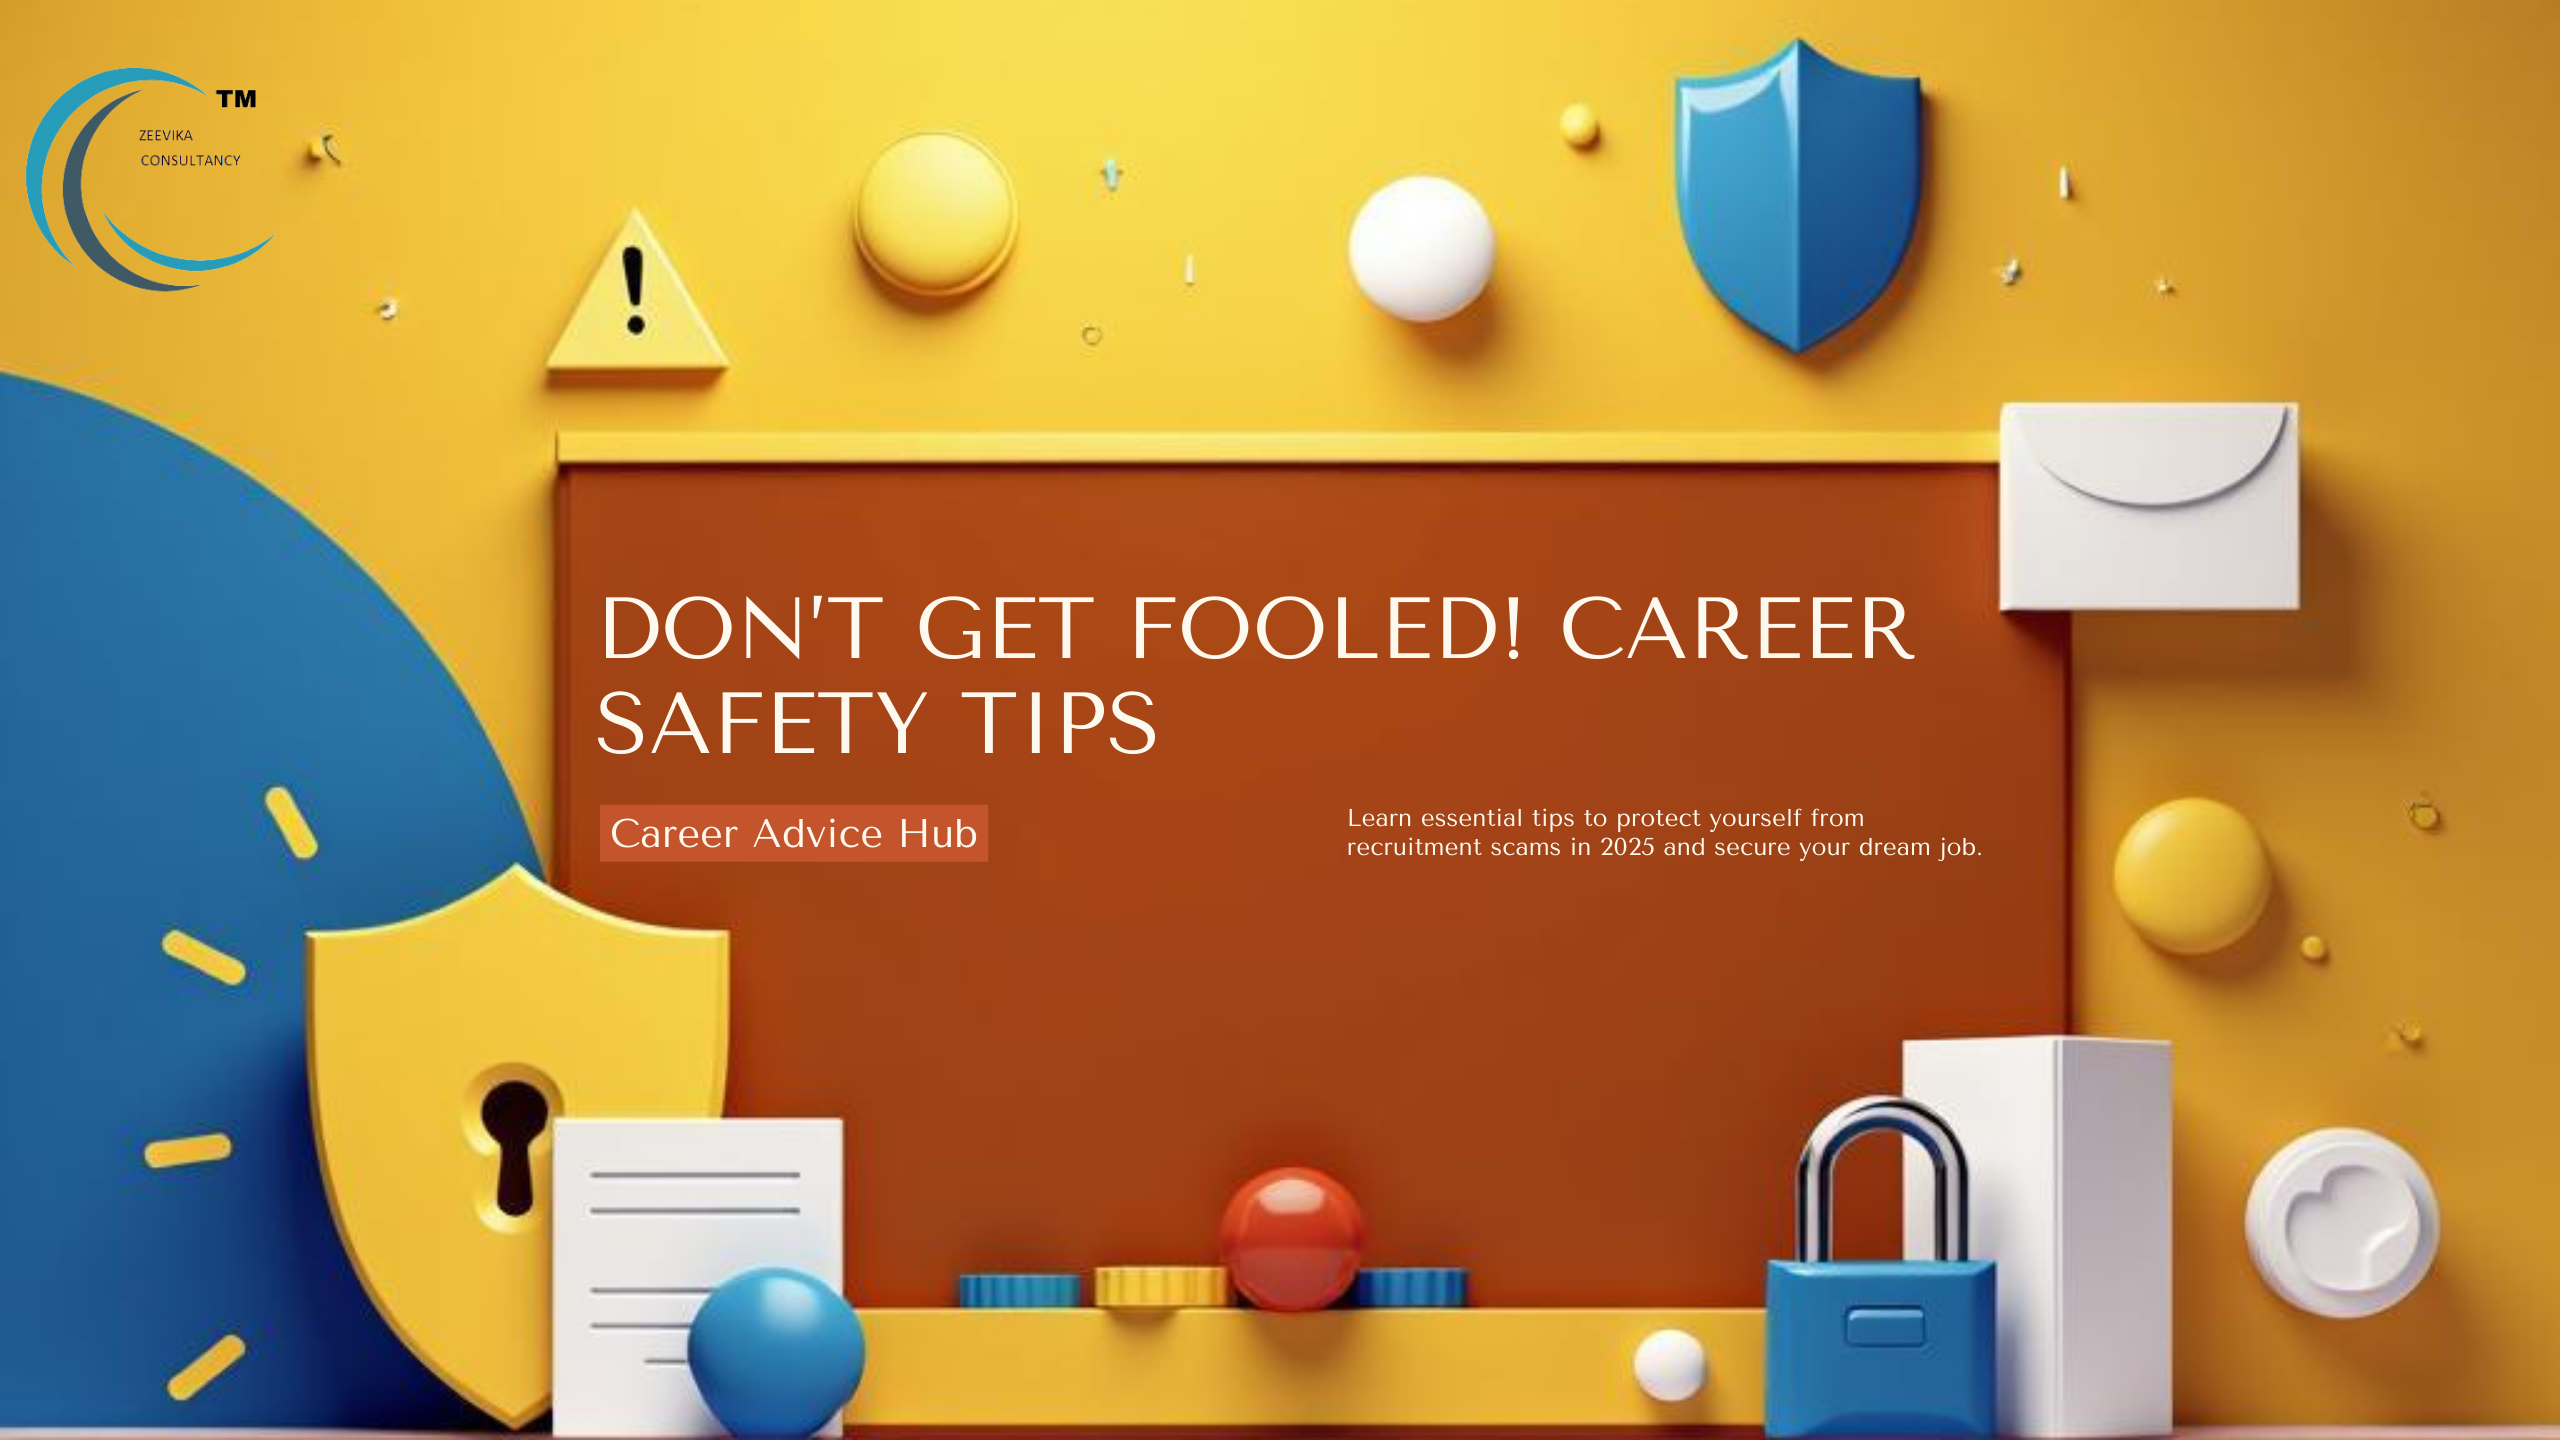 TM
ZEEVIKA
CONSULTANCY
DON'T GET FOOLED! CAREER
SAFETY TIPS
Career Advice Hub
Learn essential tips to protect yourself from
recruitment scams in 2025 and secure your dream job.